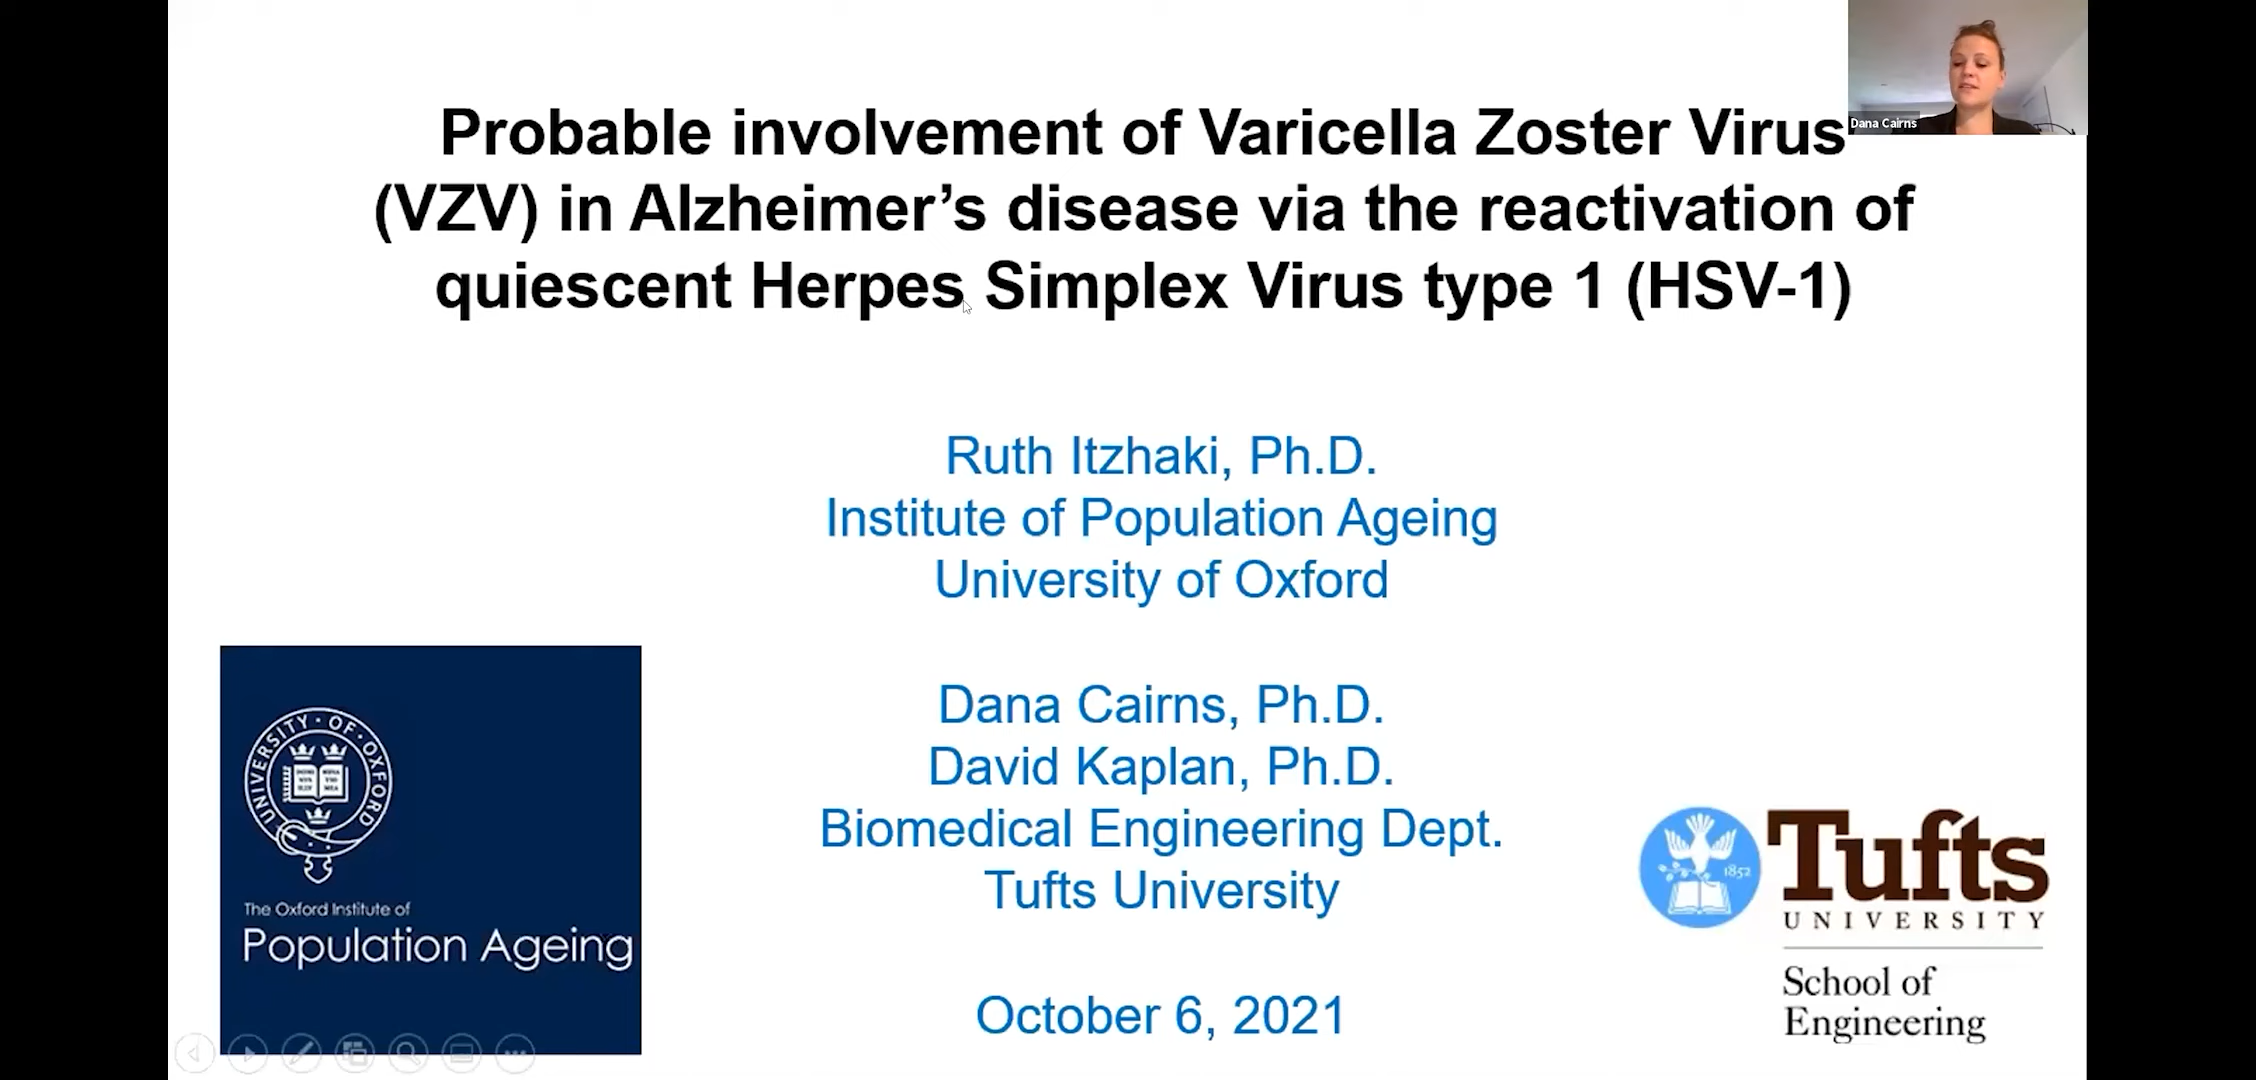 Dana Cairns
Probable involvement of Varicella Zoster Virus
(VZV) in Alzheimer’s disease via the reactivation of
quiescent Herpes Simplex Virus type 1 (HSV-1)
Ruth Itzhaki, Ph.D.
Institute of Population Ageing
University of Oxford
Dana Cairns, Ph.D.
David Kaplan, Ph.D.
Biomedical Engineering Dept.
Tufts University
October 6, 2021
UNIVERSITY·OF·OXFORD
The Oxford Institute of
Population Ageing
1852
Tufts
UNIVERSITY
School of
Engineering